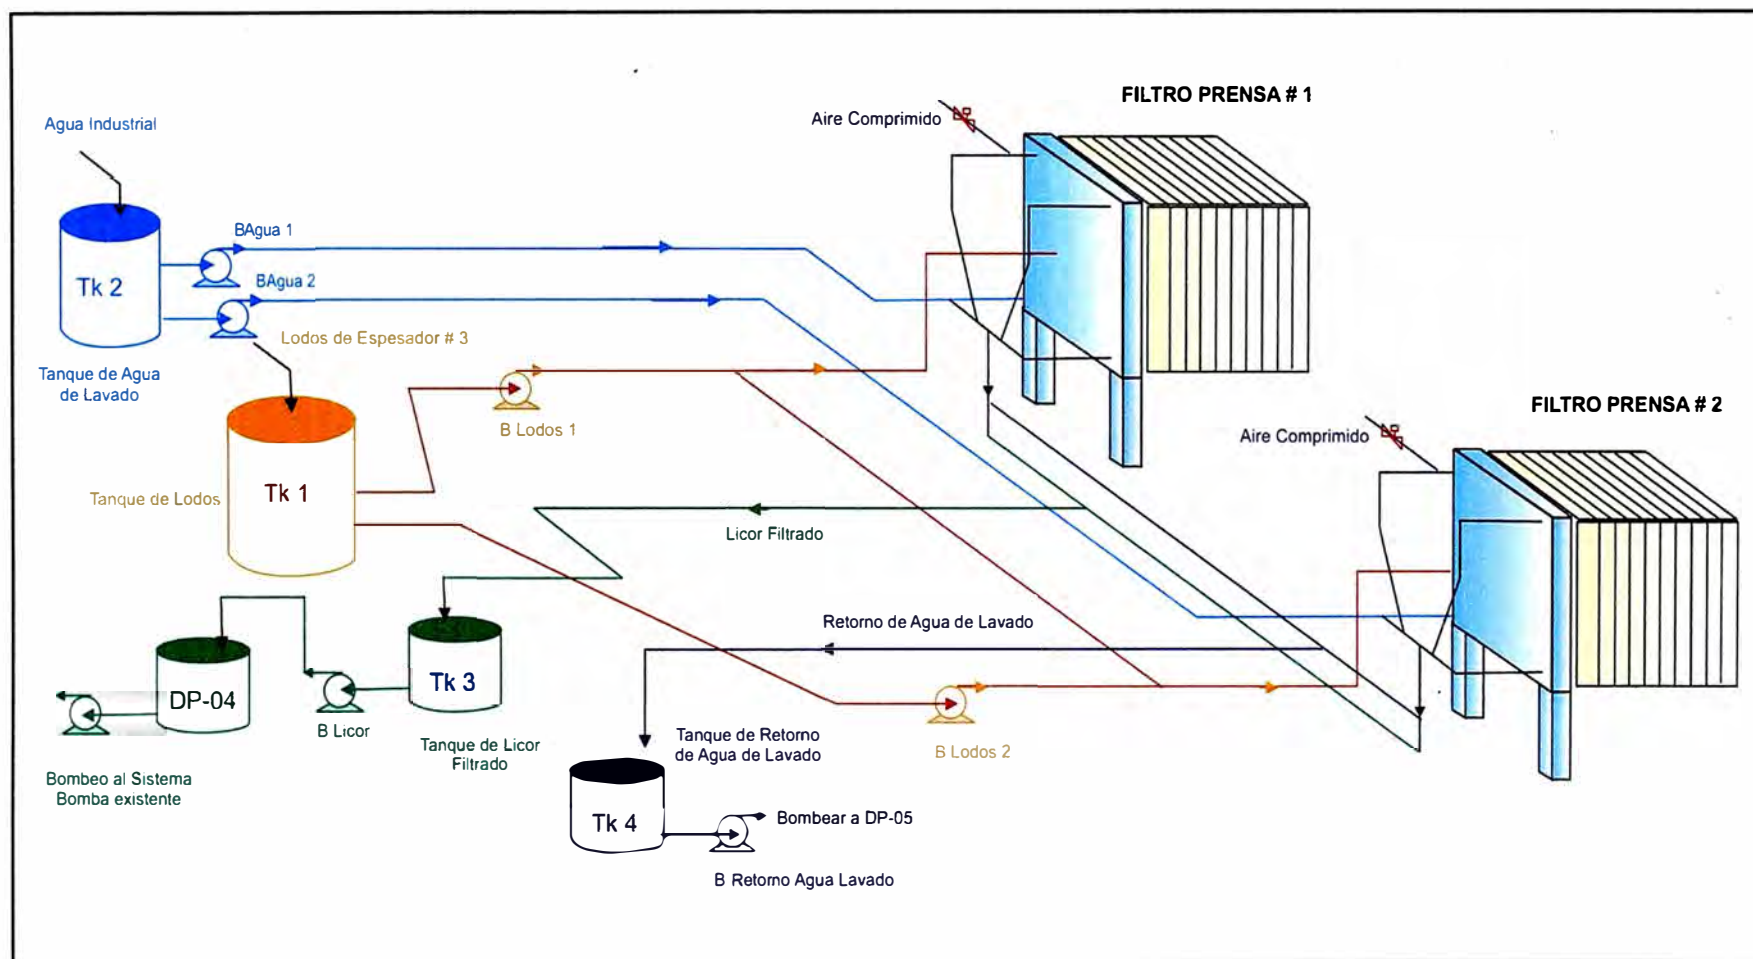 FILTRO PRENSA # 1
Aire Comprimido
Agua Industrial
BAgua 1
Tk 2
BAgua 2
Lodos de Espesador # 3
Tanque de Agua
de Lavado
B Lodos 1
FILTRO PRENSA # 2
Aire Comprimido
Tk 1
Tanque de Lodos
Licor Filtrado
Retorno de Agua de Lavado
DP-04
Tk 3
B Licor
Tanque de Licor
Filtrado
Tanque de Retorno
de Agua de Lavado
B Lodos 2
Bombeo al Sistema
Bomba existente
Tk 4
Bombear a DP-05
B Retorno Agua Lavado